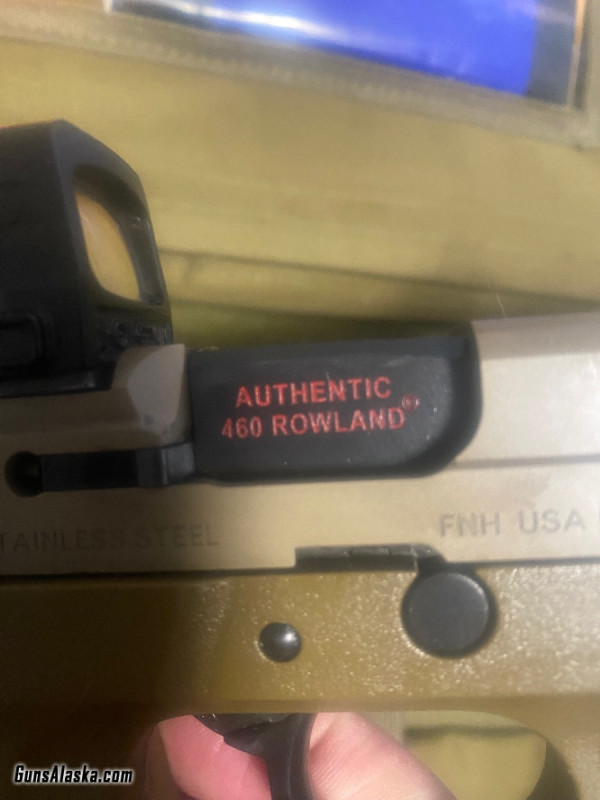 AUTHENTIC
460 ROWLAND®
TAINLESS STEEL
FNH USA
GunsAlaska.com